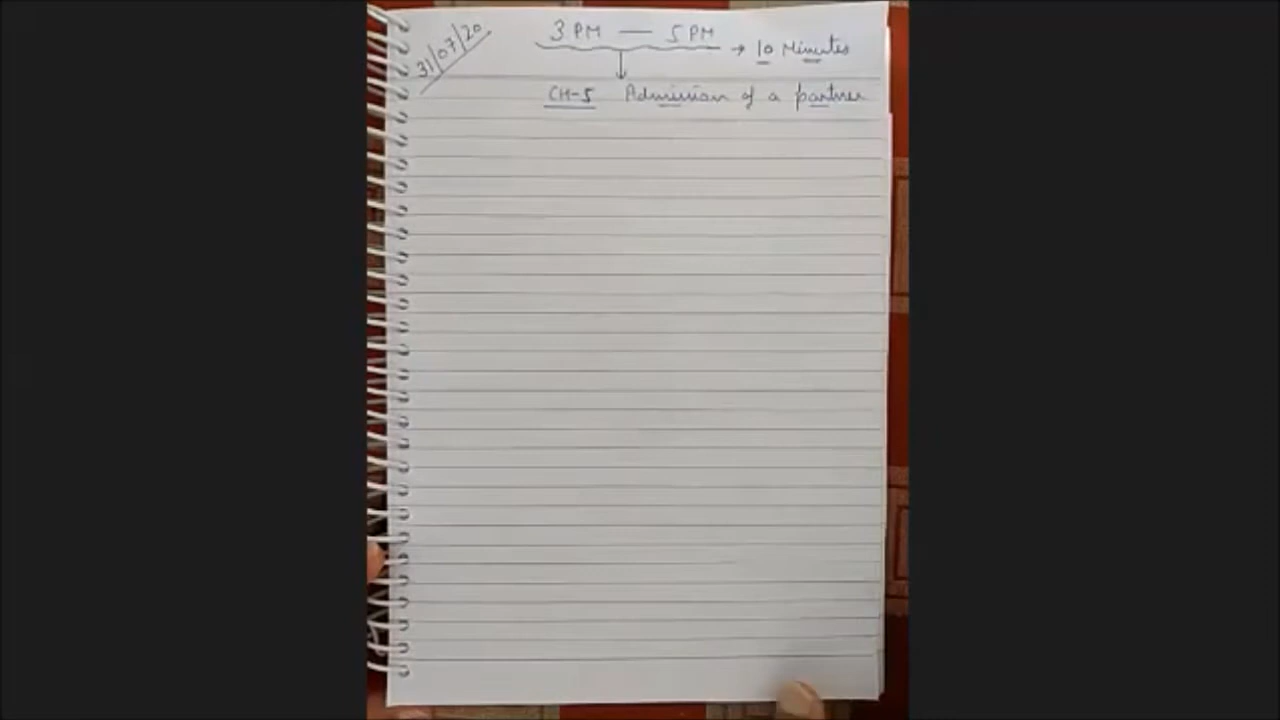 31/07/20
3 PM — 5 PM → 10 Minutes
CH-5 Admission of a partner